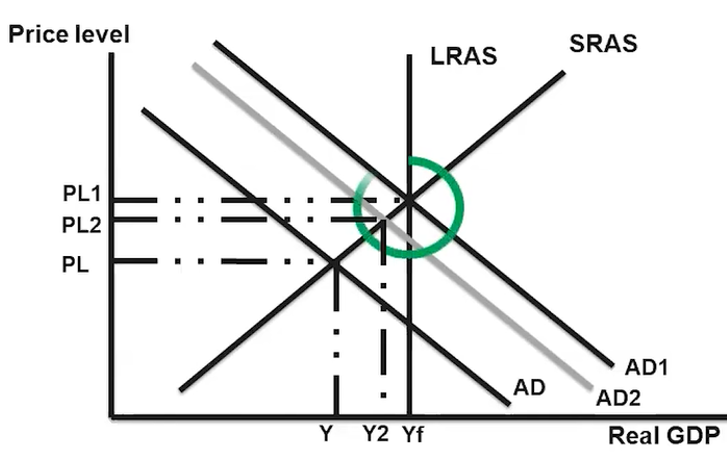 Price level
LRAS
SRAS
PL1
PL2
PL
AD1
AD
AD2
Y
Y2
Yf
Real GDP